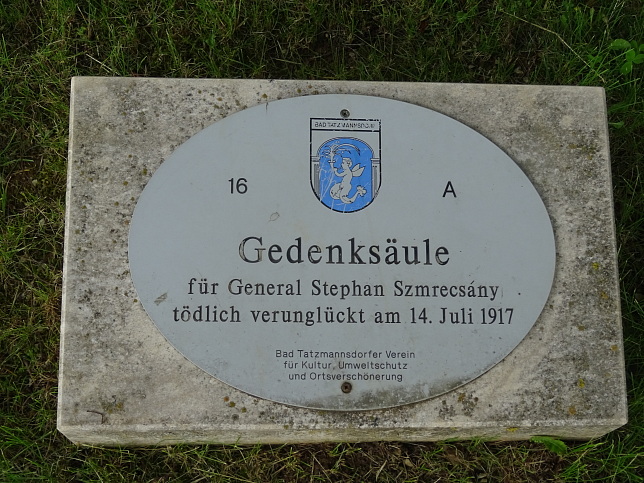 BAD TATZMANNSDORF
16 A
Gedenksäule
für General Stephan Szmrecsány
tödlich verunglückt am 14. Juli 1917
Bad Tatzmannsdorfer Verein
für Kultur, Umweltschutz
und Ortsverschönerung